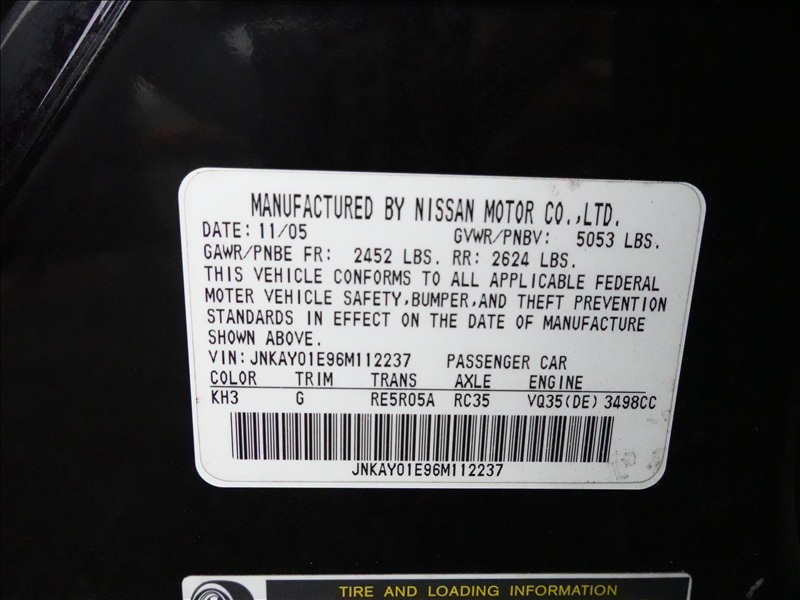 MANUFACTURED BY NISSAN MOTOR CO.,LTD.
DATE: 11/05 GVWR/PNBV: 5053 LBS.
GAWR/PNBE FR: 2452 LBS. RR: 2624 LBS.
THIS VEHICLE CONFORMS TO ALL APPLICABLE FEDERAL
MOTER VEHICLE SAFETY,BUMPER,AND THEFT PREVENTION
STANDARDS IN EFFECT ON THE DATE OF MANUFACTURE
SHOWN ABOVE.
VIN:JNKAY01E96M112237 PASSENGER CAR
COLOR TRIM TRANS AXLE ENGINE
KH3 G RE5R05A RC35 VQ35(DE) 3498CC
JNKAY01E96M112237
TIRE AND LOADING INFORMATION